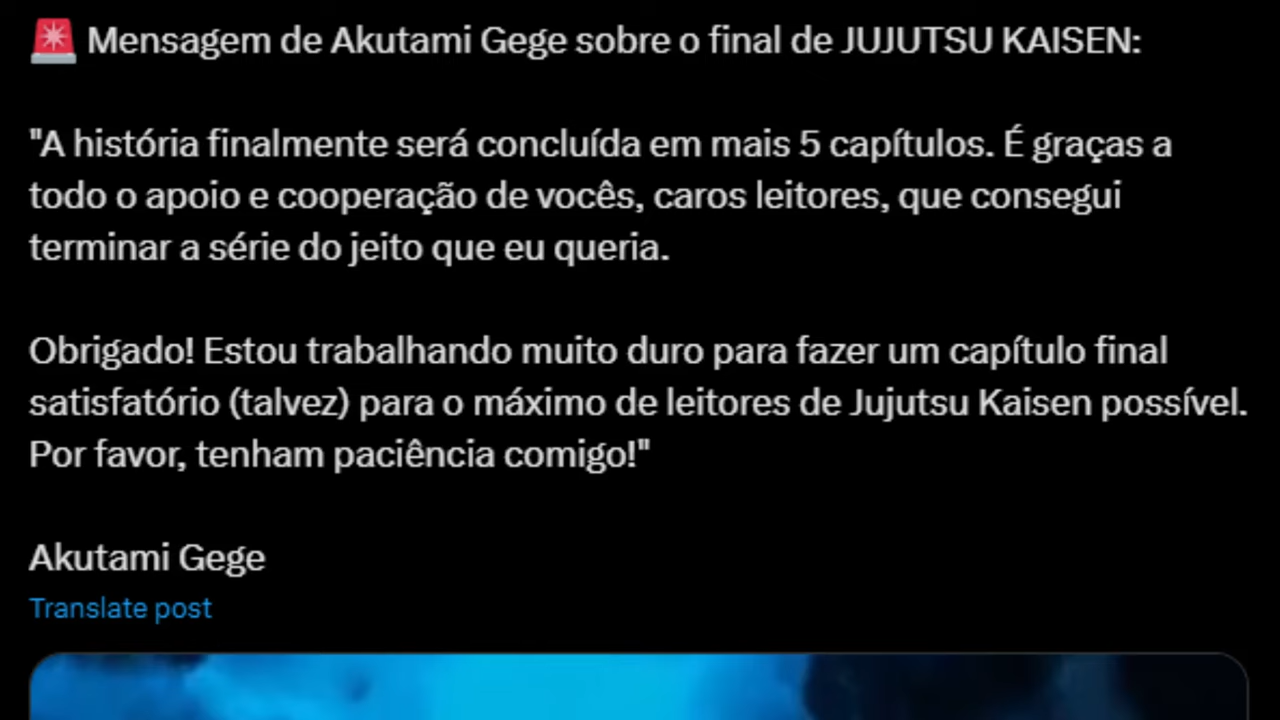 🚨 Mensagem de Akutami Gege sobre o final de JUJUTSU KAISEN:
"A história finalmente será concluída em mais 5 capítulos. É graças a
todo o apoio e cooperação de vocês, caros leitores, que consegui
terminar a série do jeito que eu queria.
Obrigado! Estou trabalhando muito duro para fazer um capítulo final
satisfatório (talvez) para o máximo de leitores de Jujutsu Kaisen possível.
Por favor, tenham paciência comigo!"
Akutami Gege
Translate post